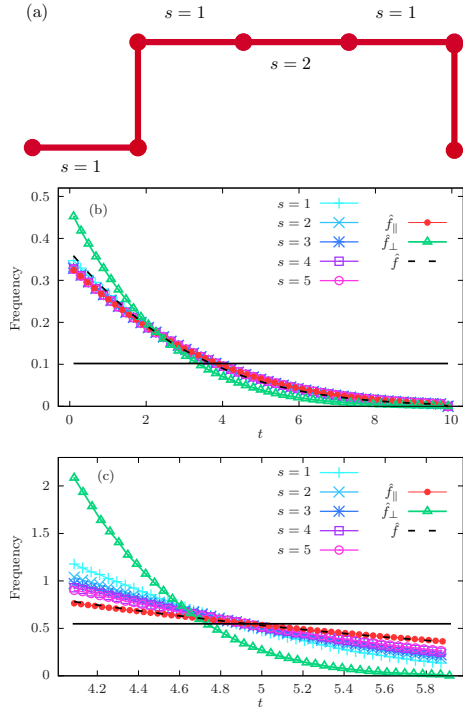 (a)
s = 1
s = 1
s = 2
s = 1
(b)
Frequency
0.5
0.4
0.3
0.2
0.1
0
s = 1
s = 2
s = 3
s = 4
s = 5
f̂∥
f̂⊥
f̂
0 2 4 6 8 10
t
(c)
Frequency
2
1.5
1
0.5
0
s = 1
s = 2
s = 3
s = 4
s = 5
f̂∥
f̂⊥
f̂
4.2 4.4 4.6 4.8 5 5.2 5.4 5.6 5.8
t